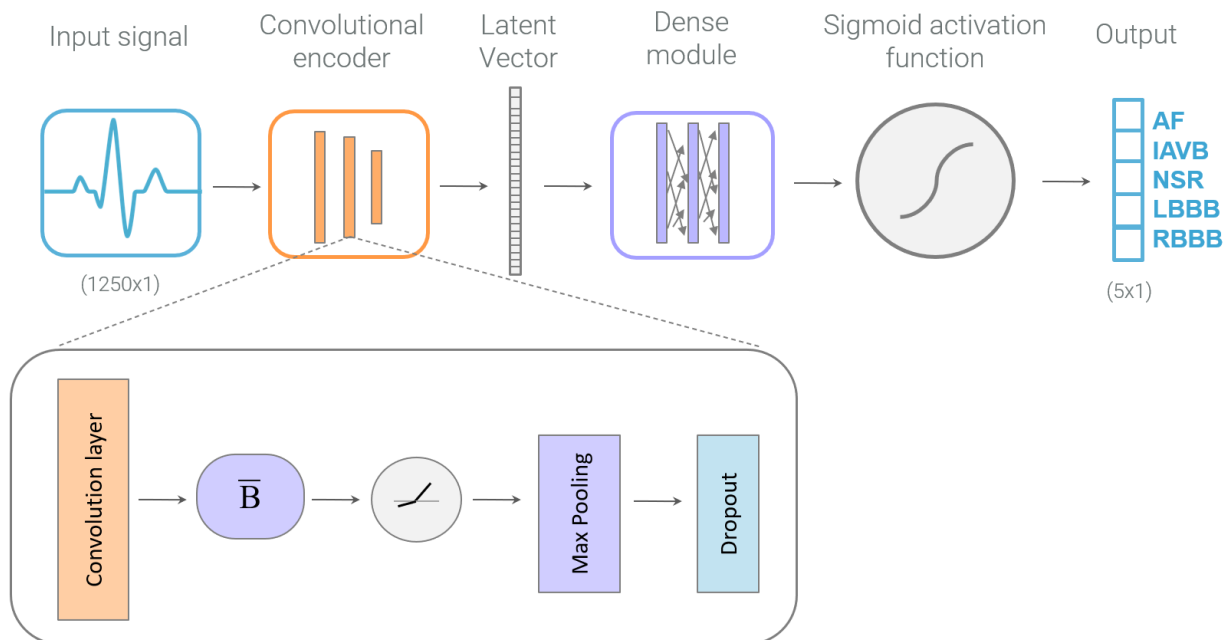 Input signal
Convolutional
encoder
Latent
Vector
Dense
module
Sigmoid activation
function
Output
AF
IAVB
NSR
LBBB
RBBB
(1250x1)
(5x1)
Convolution layer
B̅
Max Pooling
Dropout